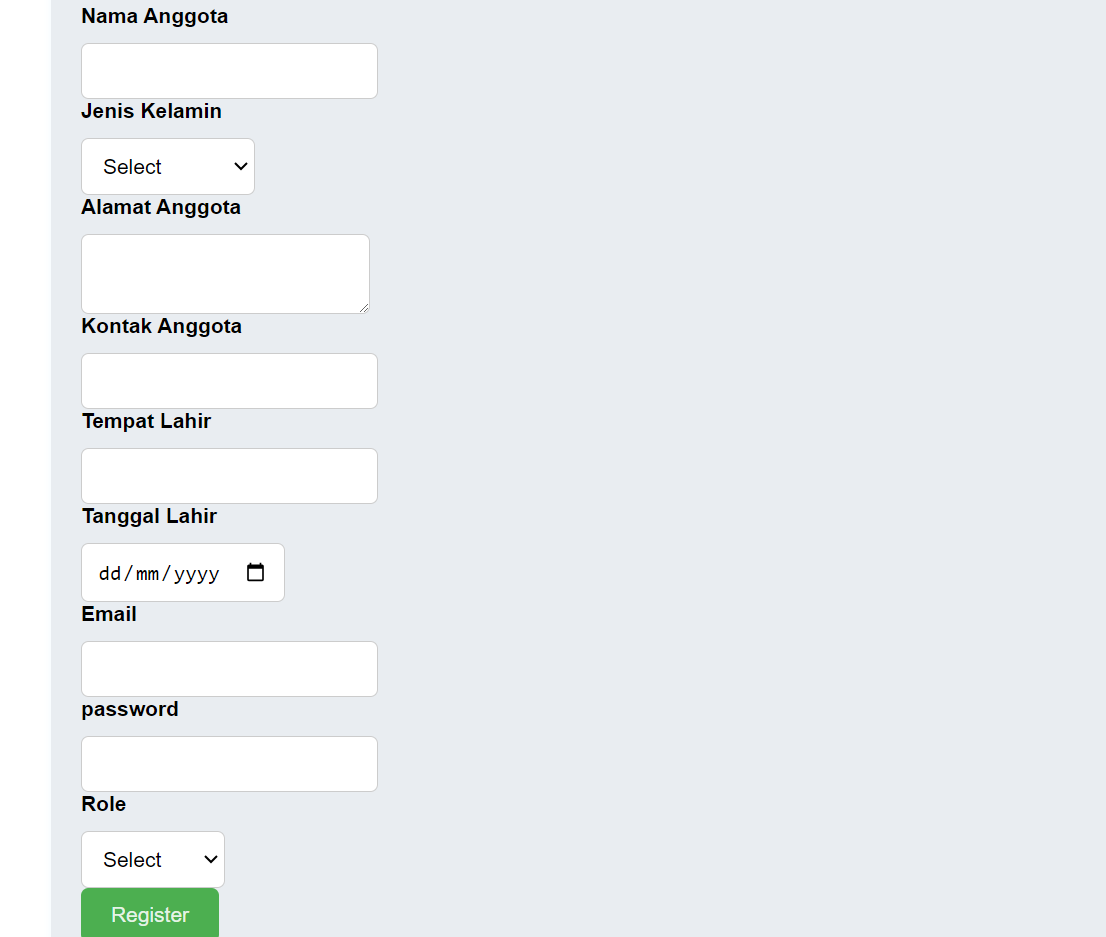 Nama Anggota
Jenis Kelamin
Select
Alamat Anggota
Kontak Anggota
Tempat Lahir
Tanggal Lahir
dd/mm/yyyy
Email
password
Role
Select
Register